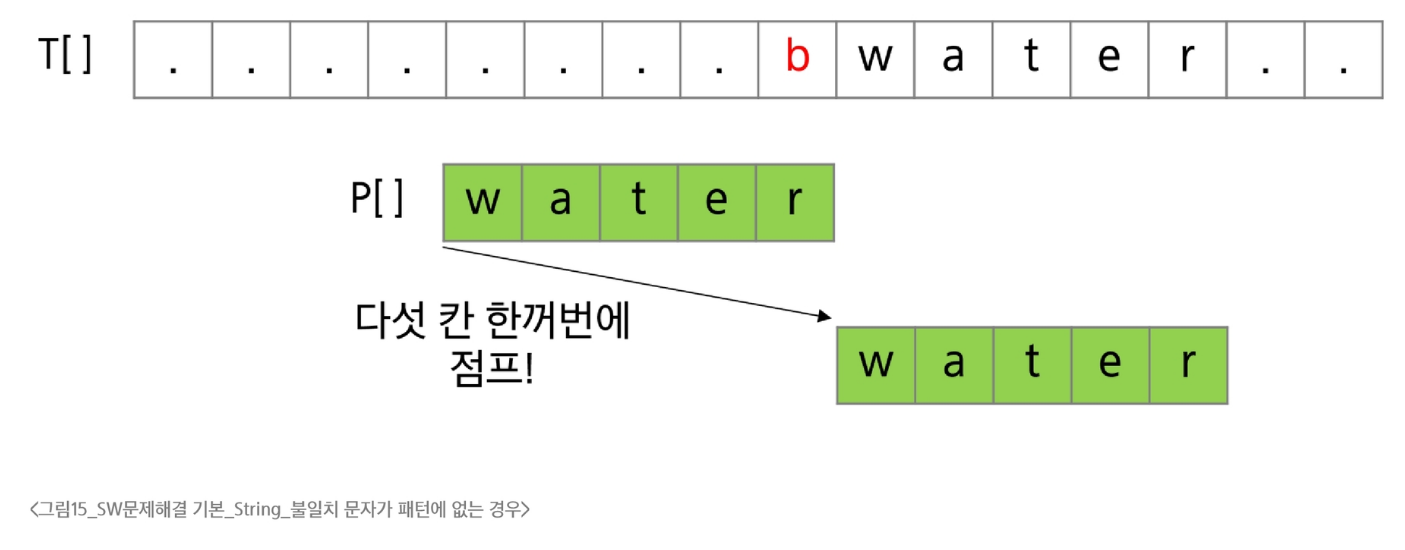 T[ ] . . . . . . . . b w a t e r . .
P[ ] w a t e r
다섯 칸 한꺼번에
점프!
w a t e r
<그림15_SW문제해결 기본_String_불일치 문자가 패턴에 없는 경우>